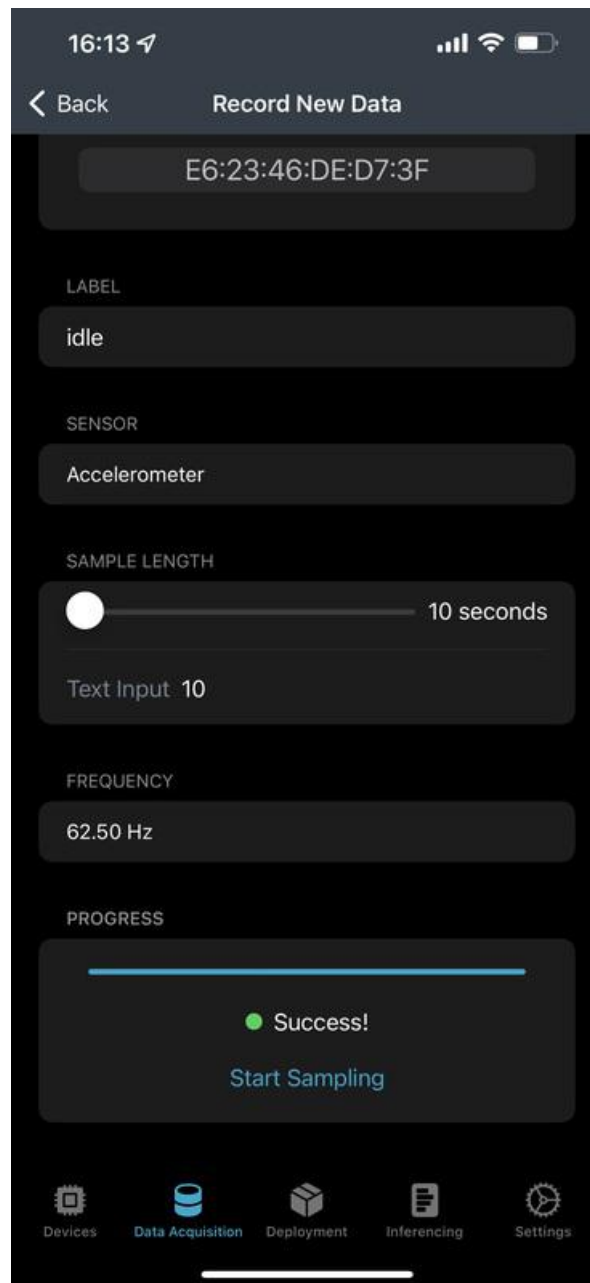 16:13
Back
Record New Data
E6:23:46:DE:D7:3F
LABEL
idle
SENSOR
Accelerometer
SAMPLE LENGTH
10 seconds
Text Input 10
FREQUENCY
62.50 Hz
PROGRESS
Success!
Start Sampling
Devices Data Acquisition Deployment Inferencing Settings